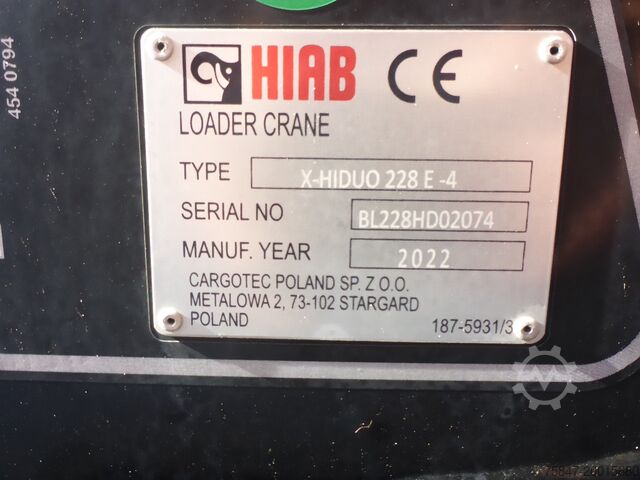 454 0794
HIAB CE
LOADER CRANE
TYPE X-HIDUO 228 E -4
SERIAL NO BL228HD02074
MANUF. YEAR 2022
CARGOTEC POLAND SP. Z O.O.
METALOWA 2, 73-102 STARGARD
POLAND 187-5931/3